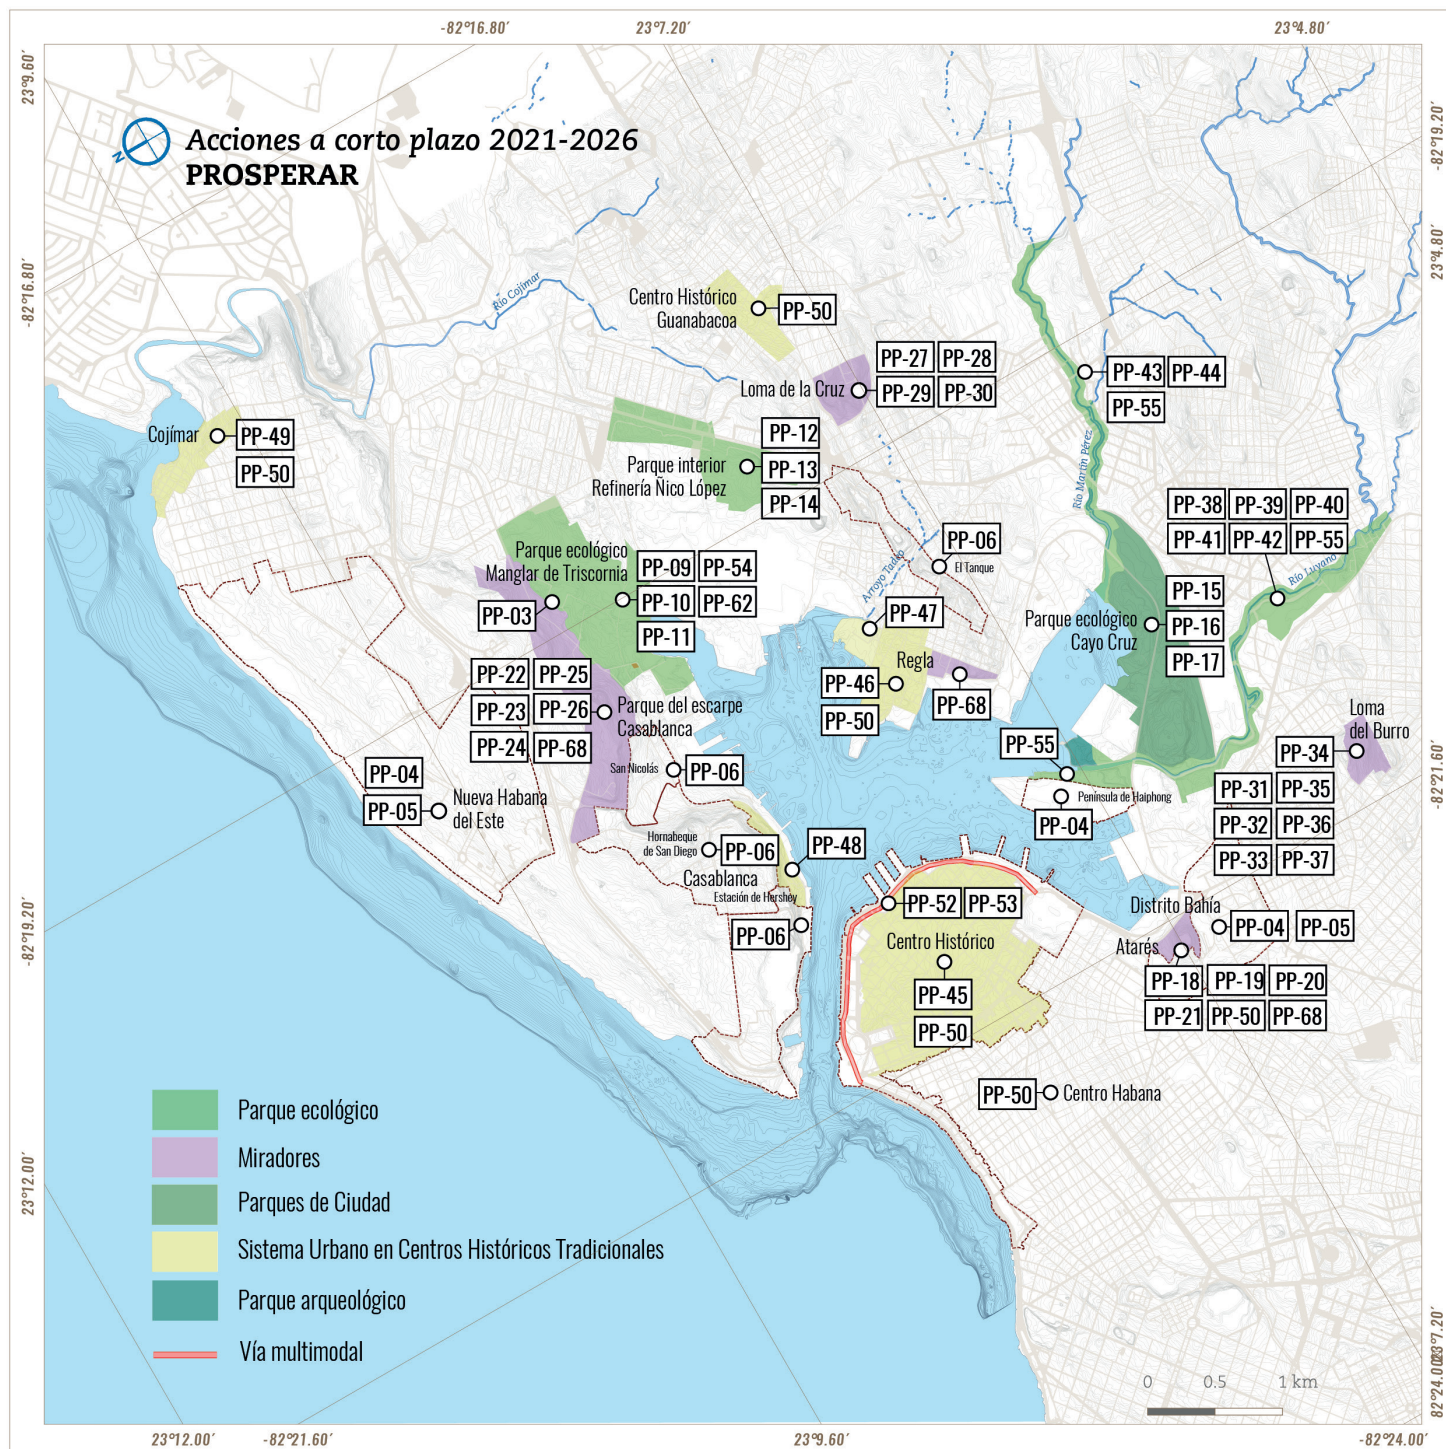 -82°16.80′
23°7.20′
23°4.80′
23°9.60′
-82°19.20′
Acciones a corto plazo 2021-2026
PROSPERAR
N
-82°16.80′
23°4.80′
Río Cojímar
Centro Histórico
Guanabacoa
PP-50
Loma de la Cruz
PP-27 PP-28
PP-29 PP-30
PP-43 PP-44
PP-55
Cojímar
PP-49
PP-50
Parque interior
Refinería Ñico López
PP-12
PP-13
PP-14
Río Martín Pérez
PP-38 PP-39 PP-40
PP-41 PP-42 PP-55
Río Luyanó
PP-06
El Tanque
Arroyo Tadeo
Parque ecológico
Manglar de Triscornia
PP-09 PP-54
PP-10 PP-62
PP-11
PP-03
PP-47
Parque ecológico
Cayo Cruz
PP-15
PP-16
PP-17
Regla
PP-46
PP-50
PP-68
PP-22 PP-25
PP-23 PP-26
PP-24 PP-68
Parque del escarpe
Casablanca
Loma
del Burro
PP-34
PP-55
San Nicolás
PP-06
PP-04
PP-05
Nueva Habana
del Este
Península de Haiphong
PP-04
PP-31 PP-35
PP-32 PP-36
PP-33 PP-37
-82°21.60′
Hornabeque
de San Diego
PP-06
PP-48
Casablanca
Estación de Hershey
PP-06
PP-52 PP-53
Centro Histórico
PP-45
PP-50
Distrito Bahía
PP-04 PP-05
Atarés
PP-18 PP-19 PP-20
PP-21 PP-50 PP-68
-82°19.20′
PP-50
Centro Habana
Parque ecológico
Miradores
Parques de Ciudad
Sistema Urbano en Centros Históricos Tradicionales
Parque arqueológico
Vía multimodal
23°12.00′
0 0.5 1 km
23°7.20′
82°24.00′
23°12.00′
-82°21.60′
23°9.60′
-82°24.00′